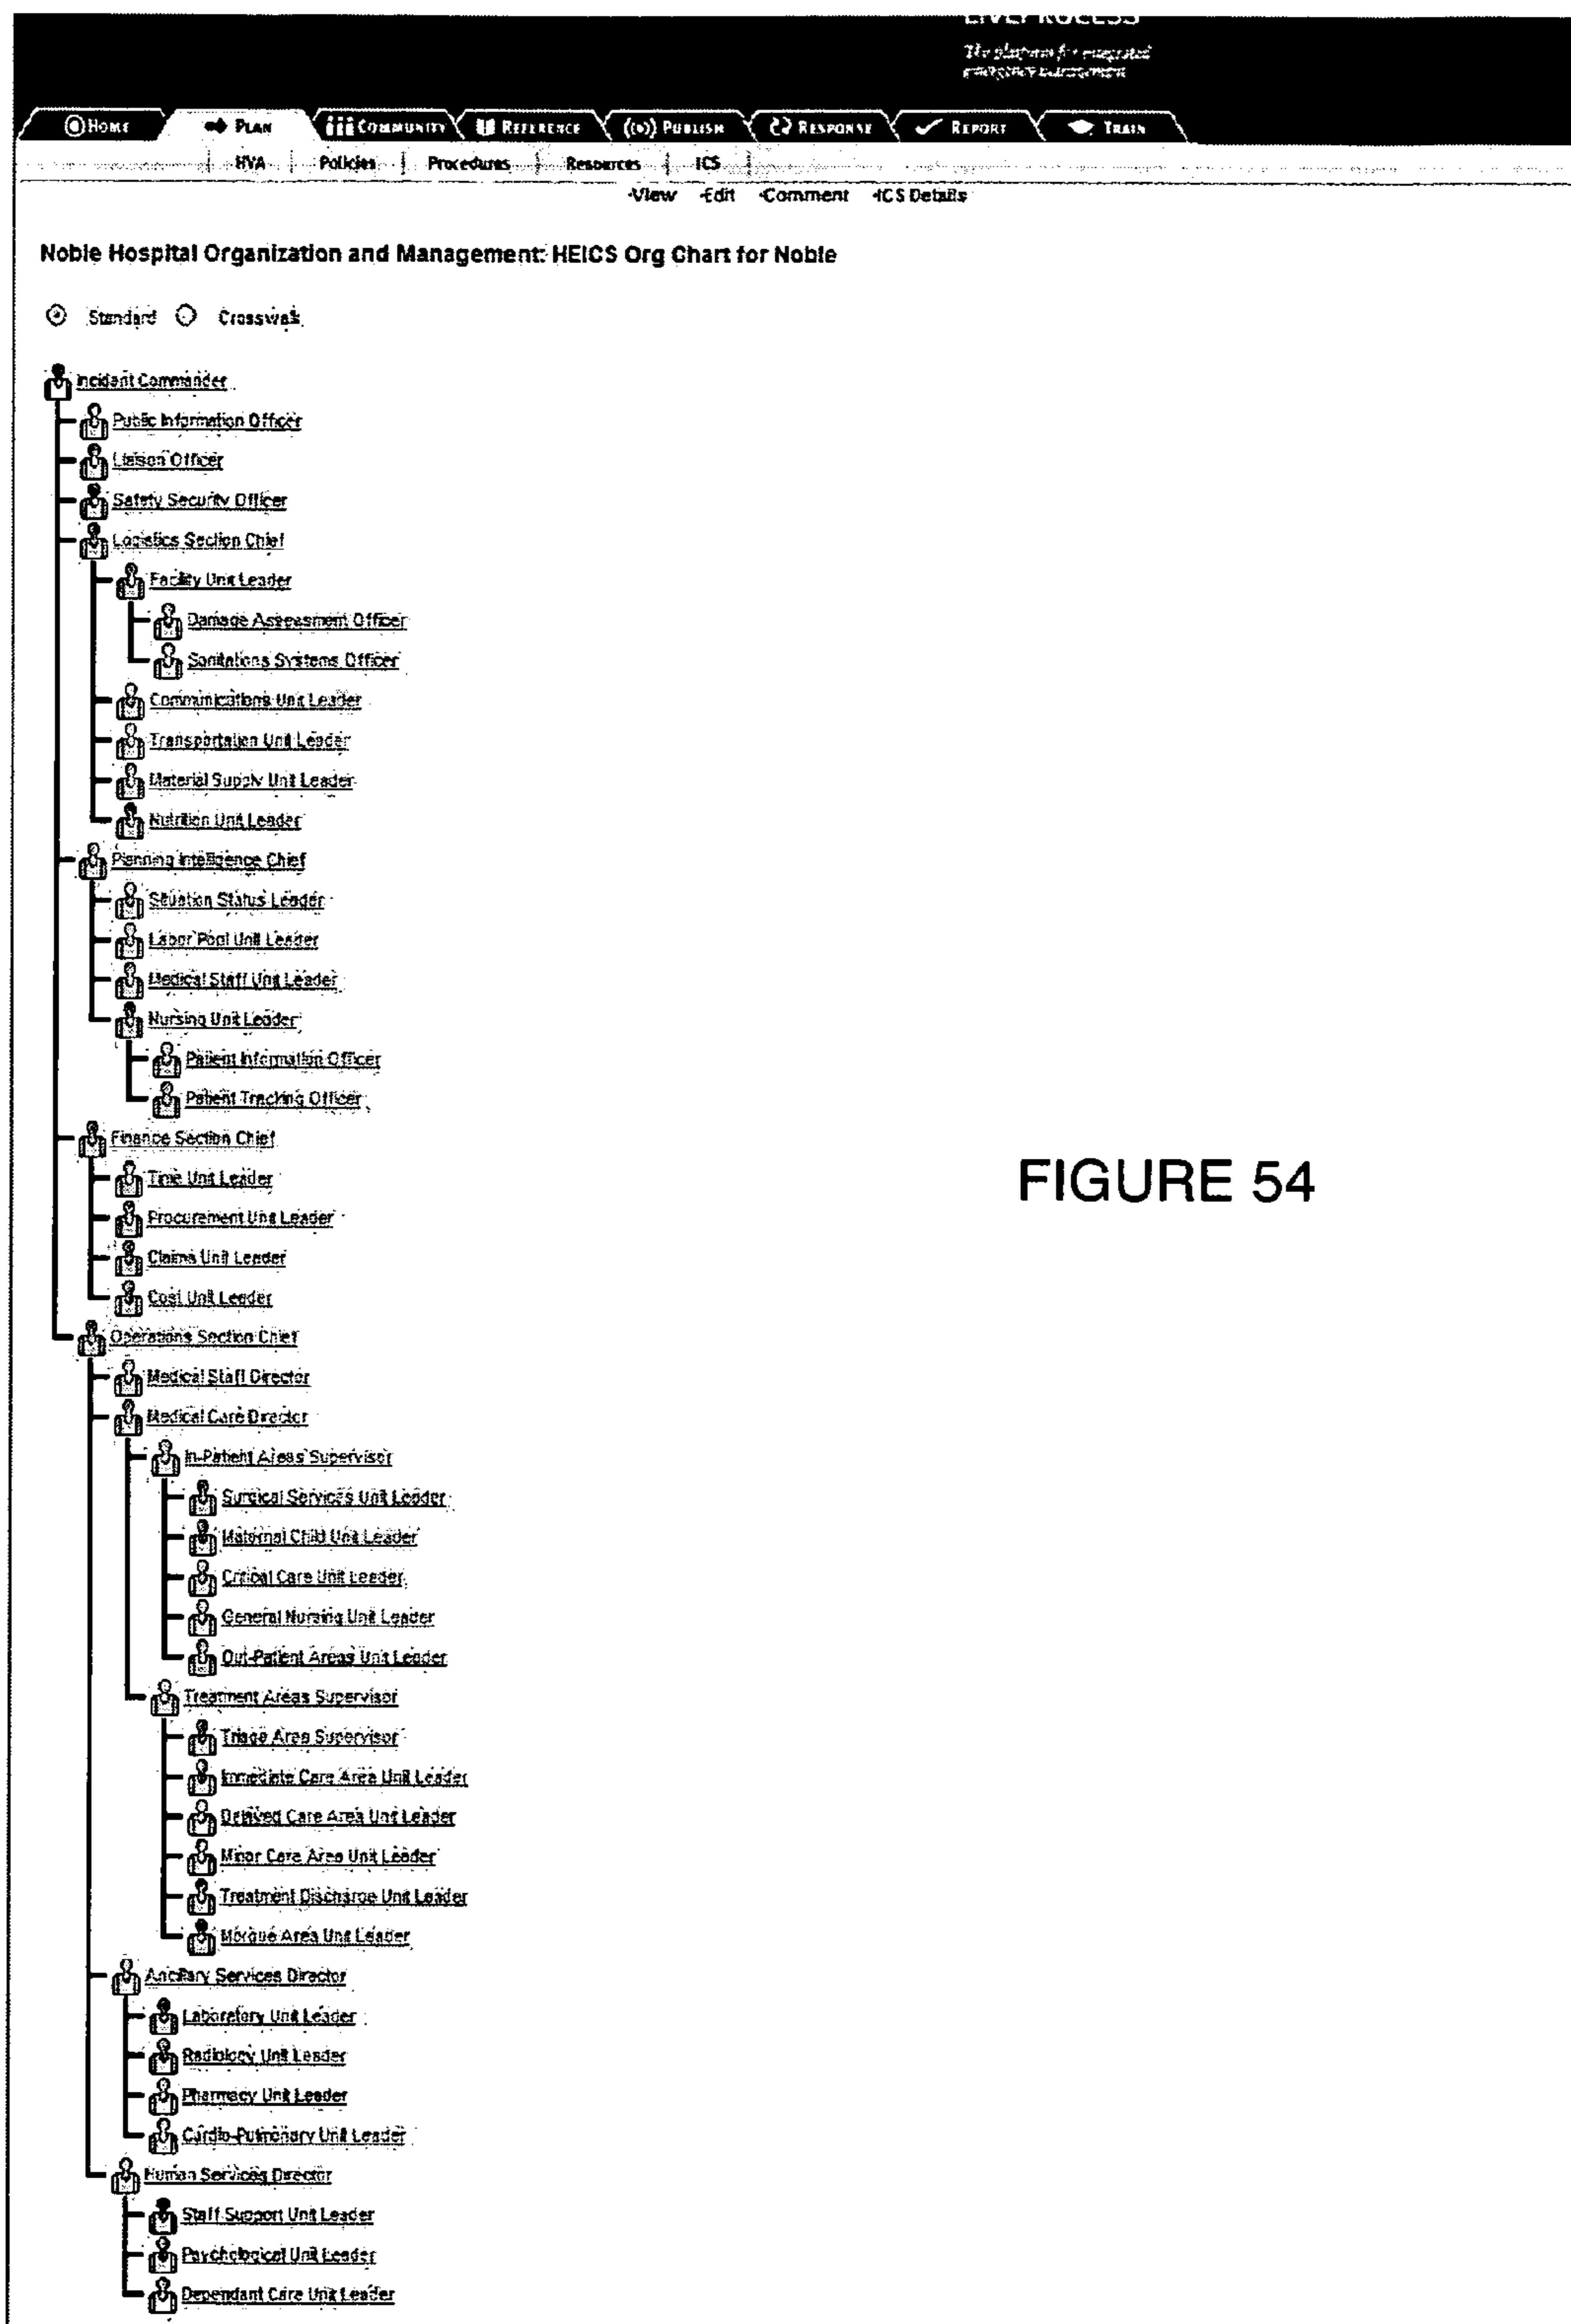 LIVEPROCESS
The platform for integrated
emergency management
HOME PLAN COMMUNITY REFERENCE PUBLISH RESPONSE REPORT TRAIN
HVA Policies Procedures Resources ICS
View Edit Comment ICS Details
Noble Hospital Organization and Management: HEICS Org Chart for Noble
Standard Crosswalk
Incident Commander
Public Information Officer
Liaison Officer
Safety Security Officer
Logistics Section Chief
Facility Unit Leader
Damage Assessment Officer
Sanitations Systems Officer
Communications Unit Leader
Transportation Unit Leader
Material Supply Unit Leader
Nutrition Unit Leader
Planning Intelligence Chief
Situation Status Leader
Labor Pool Unit Leader
Medical Staff Unit Leader
Nursing Unit Leader
Patient Information Officer
Patient Tracking Officer
Finance Section Chief
Time Unit Leader
FIGURE 54
Procurement Unit Leader
Claims Unit Leader
Cost Unit Leader
Operations Section Chief
Medical Staff Director
Medical Care Director
In-Patient Areas Supervisor
Surgical Services Unit Leader
Maternal Child Unit Leader
Critical Care Unit Leader
General Nursing Unit Leader
Out-Patient Areas Unit Leader
Treatment Areas Supervisor
Triage Area Supervisor
Immediate Care Area Unit Leader
Delayed Care Area Unit Leader
Minor Care Area Unit Leader
Treatment Discharge Unit Leader
Morgue Area Unit Leader
Ancillary Services Director
Laboratory Unit Leader
Radiology Unit Leader
Pharmacy Unit Leader
Cardio-Pulmonary Unit Leader
Human Services Director
Staff Support Unit Leader
Psychological Unit Leader
Dependant Care Unit Leader